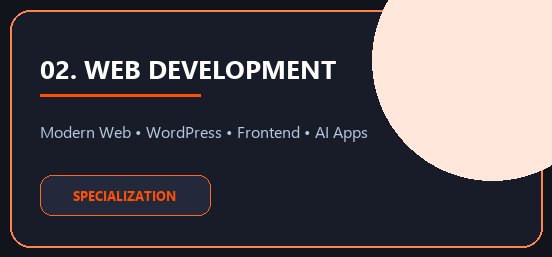 02. WEB DEVELOPMENT
Modern Web • WordPress • Frontend • AI Apps
SPECIALIZATION